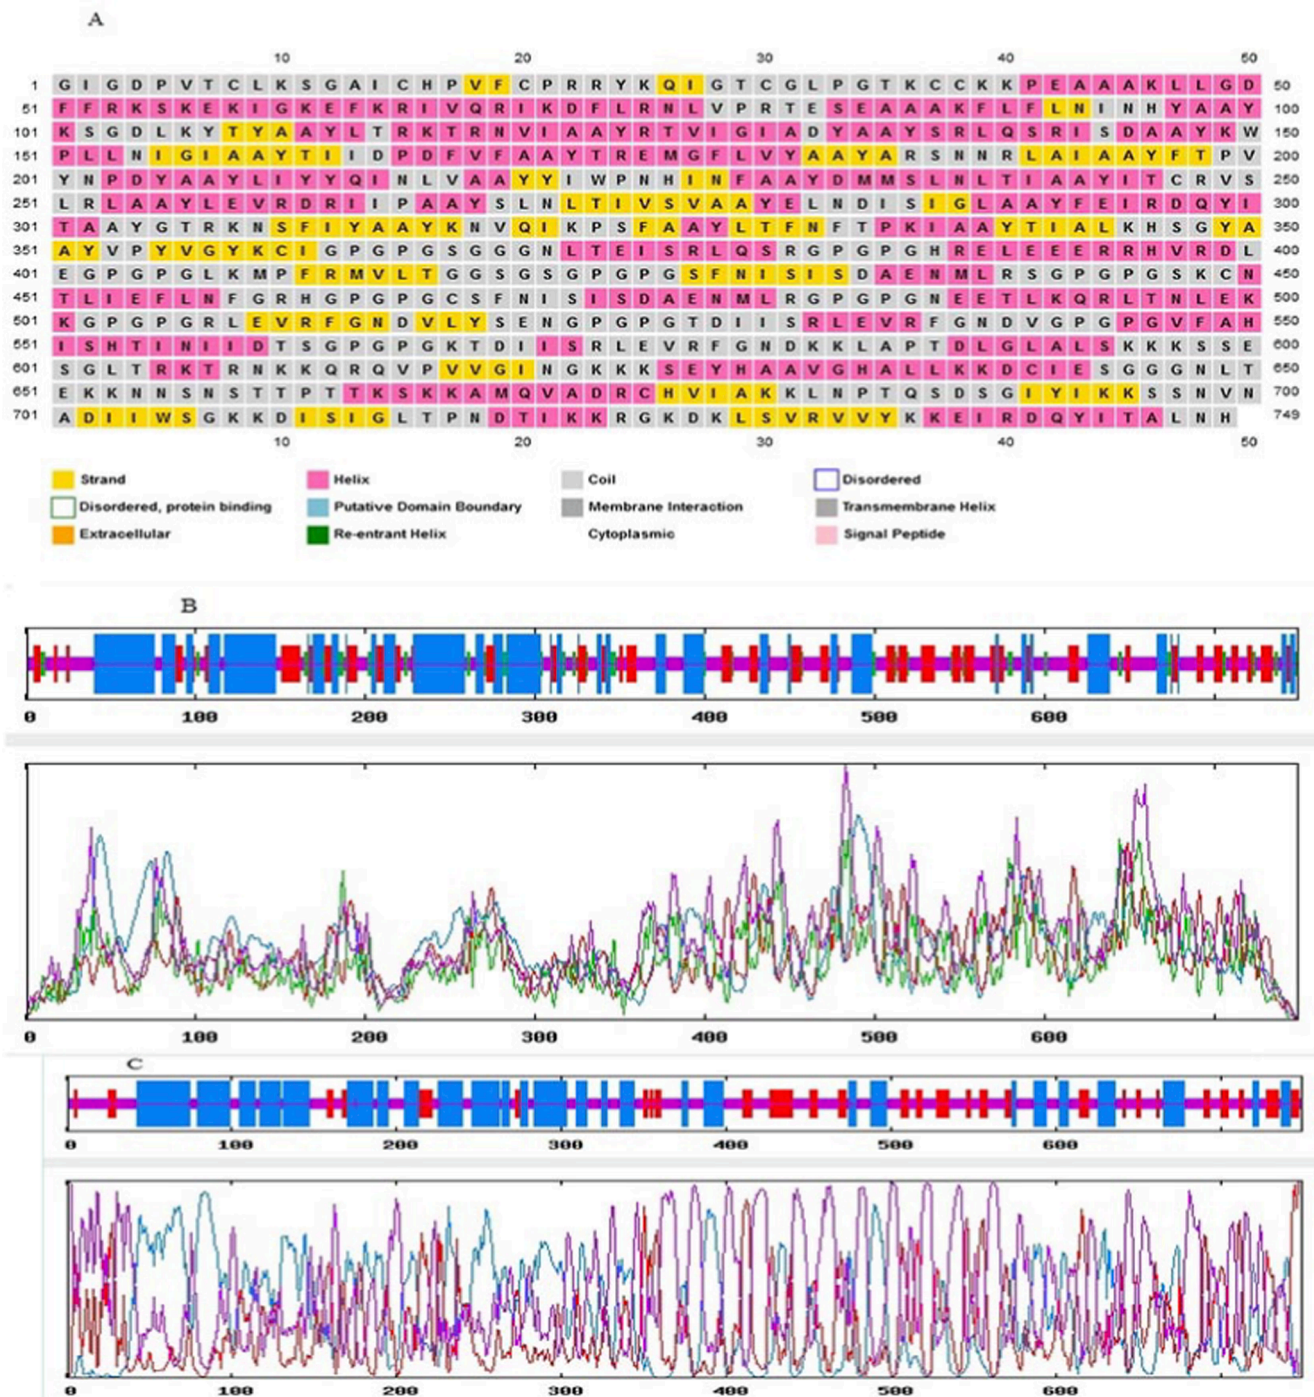 A
10 20 30 40 50
1 G I G D P V T C L K S G A I C H P V F C P R R Y K Q I G T C G L P G T K C C K K P E A A A K L L G D 50
51 F F R K S K E K I G K E F K R I V Q R I K D F L R N L V P R T E S E A A A K F L F L N I N H Y A A Y 100
101 K S G D L K Y T Y A A Y L T R K T R N V I A A Y R T V I G I A D Y A A Y S R L Q S R I S D A A Y K W 150
151 P L L N I G I A A Y T I I D P D F V F A A Y T R E M G F L V Y A A Y A R S N N R L A I A A Y F T P V 200
201 Y N P D Y A A Y L I Y Y Q I N L V A A Y Y I W P N H I N F A A Y D M M S L N L T I A A Y I T C R V S 250
251 L R L A A Y L E V R D R I I P A A Y S L N L T I V S V A A Y E L N D I S I G L A A Y F E I R D Q Y I 300
301 T A A Y G T R K N S F I Y A A Y K N V Q I K P S F A A Y L T F N F T P K I A A Y T I A L K H S G Y A 350
351 A Y V P Y V G Y K C I G P G P G S G G G N L T E I S R L Q S R G P G P G H R E L E E E R R H V R D L 400
401 E G P G P G L K M P F R M V L T G G S G S G P G P G S F N I S I S D A E N M L R S G P G P G S K C N 450
451 T L I E F L N F G R H G P G P G C S F N I S I S D A E N M L R G P G P G N E E T L K Q R L T N L E K 500
501 K G P G P G R L E V R F G N D V L Y S E N G P G P G T D I I S R L E V R F G N D V G P G P G V F A H 550
551 I S H T I N I I D T S G P G P G K T D I I S R L E V R F G N D K K L A P T D L G L A L S K K K S S E 600
601 S G L T R K T R N K K Q R Q V P V V G I N G K K K S E Y H A A V G H A L L K K D C I E S G G G N L T 650
651 E K K N N S N S T T P T T K S K K A M Q V A D R C H V I A K K L N P T Q S D S G I Y I K K S S N V N 700
701 A D I I W S G K K D I S I G L T P N D T I K K R G K D K L S V R V V Y K K E I R D Q Y I T A L N H 749
10 20 30 40 50
Strand Helix Coil Disordered
Disordered, protein binding Putative Domain Boundary Membrane Interaction Transmembrane Helix
Extracellular Re-entrant Helix Cytoplasmic Signal Peptide
B
0 100 200 300 400 500 600
0 100 200 300 400 500 600
C
0 100 200 300 400 500 600
0 100 200 300 400 500 600